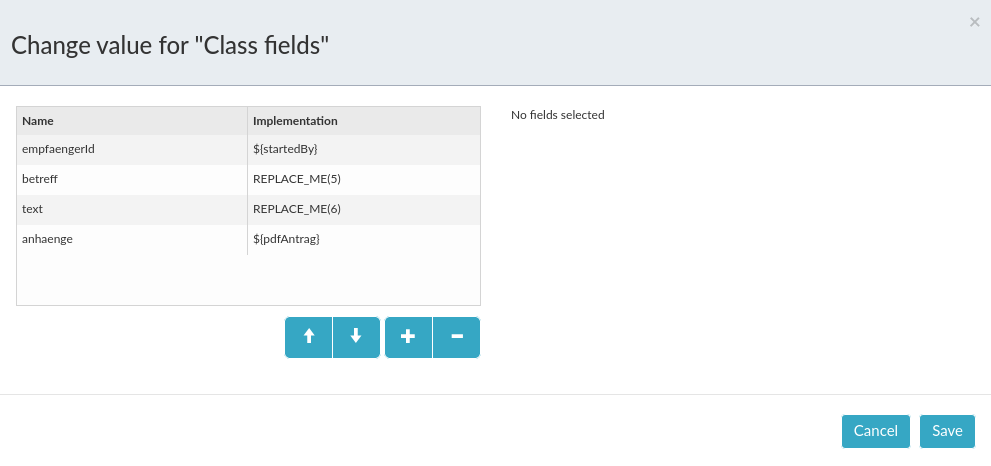 ×
Change value for "Class fields"
Name Implementation
empfaengerId ${startedBy}
betreff REPLACE_ME(5)
text REPLACE_ME(6)
anhaenge ${pdfAntrag}
No fields selected
Cancel Save